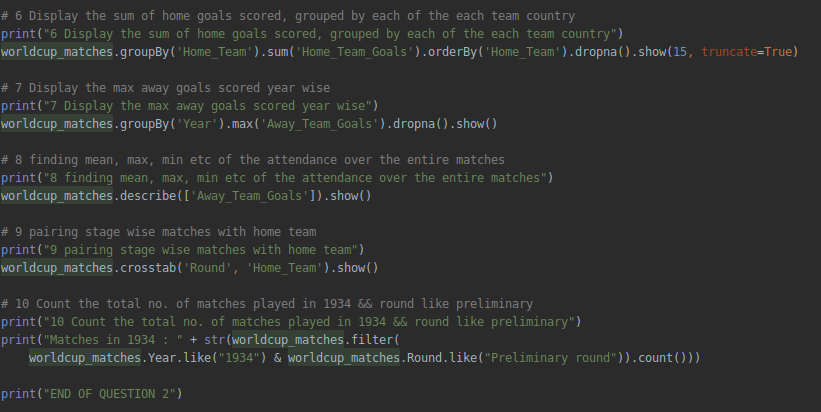 # 6 Display the sum of home goals scored, grouped by each of the each team country
print("6 Display the sum of home goals scored, grouped by each of the each team country")
worldcup_matches.groupBy('Home_Team').sum('Home_Team_Goals').orderBy('Home_Team').dropna().show(15, truncate=True)
# 7 Display the max away goals scored year wise
print("7 Display the max away goals scored year wise")
worldcup_matches.groupBy('Year').max('Away_Team_Goals').dropna().show()
# 8 finding mean, max, min etc of the attendance over the entire matches
print("8 finding mean, max, min etc of the attendance over the entire matches")
worldcup_matches.describe(['Away_Team_Goals']).show()
# 9 pairing stage wise matches with home team
print("9 pairing stage wise matches with home team")
worldcup_matches.crosstab('Round', 'Home_Team').show()
# 10 Count the total no. of matches played in 1934 && round like preliminary
print("10 Count the total no. of matches played in 1934 && round like preliminary")
print("Matches in 1934 : " + str(worldcup_matches.filter(
    worldcup_matches.Year.like("1934") & worldcup_matches.Round.like("Preliminary round")).count()))
print("END OF QUESTION 2")